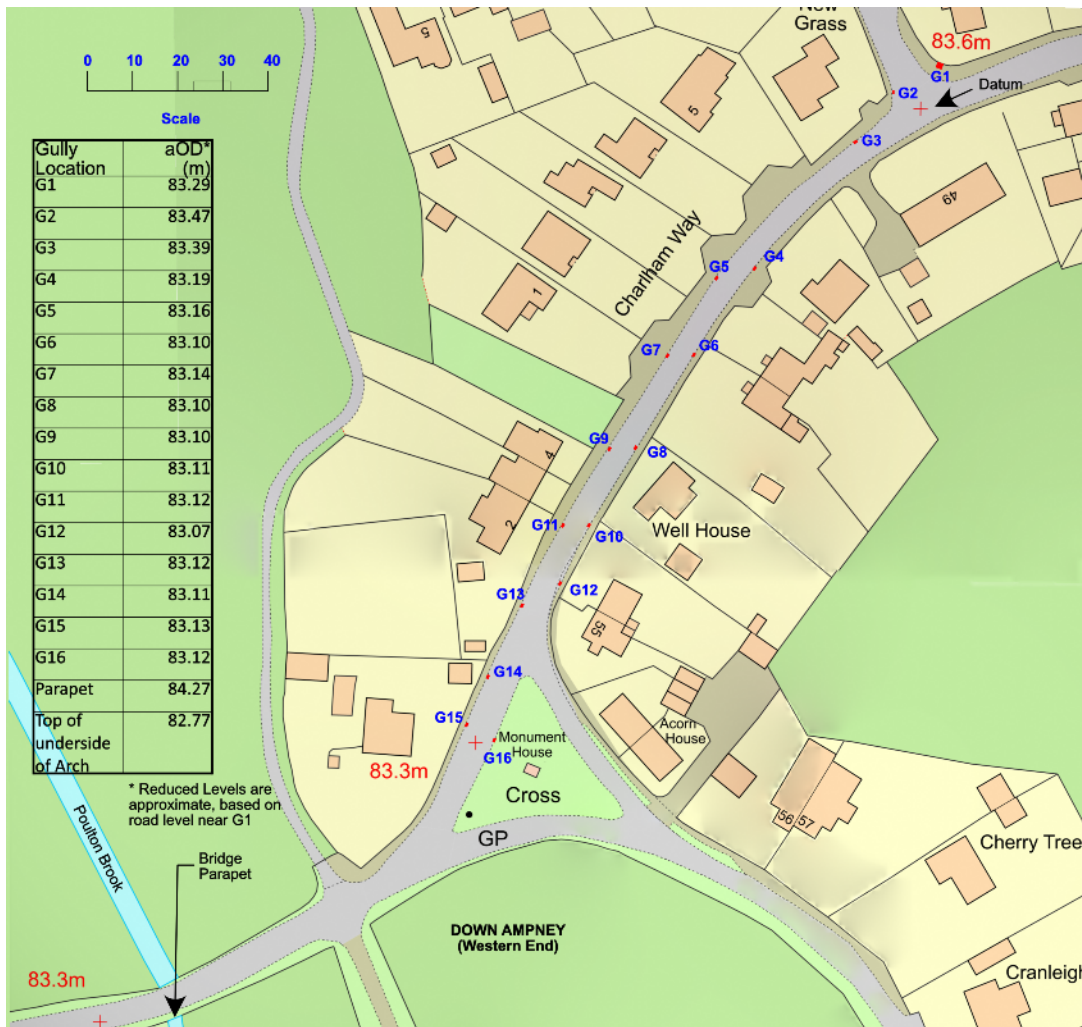 New
Grass
83.6m
0 10 20 30 40
Scale
G1
Datum
G2
G3
5
5
49
Gully Location aOD* (m)
G1 83.29
G2 83.47
G3 83.39
G4 83.19
G5 83.16
G6 83.10
G7 83.14
G8 83.10
G9 83.10
G10 83.11
G11 83.12
G12 83.07
G13 83.12
G14 83.11
G15 83.13
G16 83.12
Parapet 84.27
Top of underside of Arch 82.77
* Reduced Levels are
approximate, based on
road level near G1
Charlham Way
G5
G4
1
G7
G6
G9
G8
4
2
G11
G10
Well House
G13
G12
55
G14
G15
G16
Monument
House
Acorn
House
83.3m
Cross
GP
56 57
Cherry Tree
Poulton Brook
Bridge
Parapet
DOWN AMPNEY
(Western End)
83.3m
Cranleigh